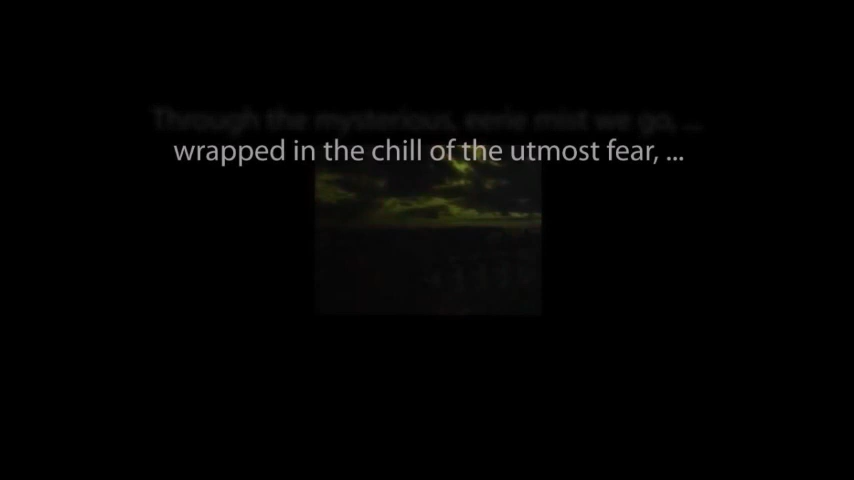 Through the mysterious, eerie mist we go, ...
wrapped in the chill of the utmost fear, ...